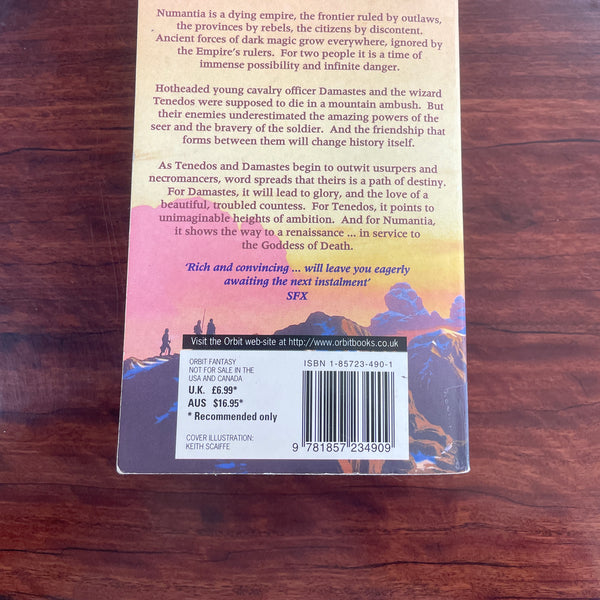 Numantia is a dying empire, the frontier ruled by outlaws,
the provinces by rebels, the citizens by discontent.
Ancient forces of dark magic grow everywhere, ignored by
the Empire's rulers. For two people it is a time of
immense possibility and infinite danger.
Hotheaded young cavalry officer Damastes and the wizard
Tenedos were supposed to die in a mountain ambush. But
their enemies underestimated the amazing powers of the
seer and the bravery of the soldier. And the friendship that
forms between them will change history itself.
As Tenedos and Damastes begin to outwit usurpers and
necromancers, word spreads that theirs is a path of destiny.
For Damastes, it will lead to glory, and the love of a
beautiful, troubled countess. For Tenedos, it points to
unimaginable heights of ambition. And for Numantia,
it shows the way to a renaissance ... in service to
the Goddess of Death.
'Rich and convincing ... will leave you eagerly
awaiting the next instalment'
SFX
Visit the Orbit web-site at http://www.orbitbooks.co.uk
ORBIT FANTASY
NOT FOR SALE IN THE
USA AND CANADA
U.K. £6.99*
AUS $16.95*
* Recommended only
COVER ILLUSTRATION:
KEITH SCAIFFE
ISBN 1-85723-490-1
9 781857 234909